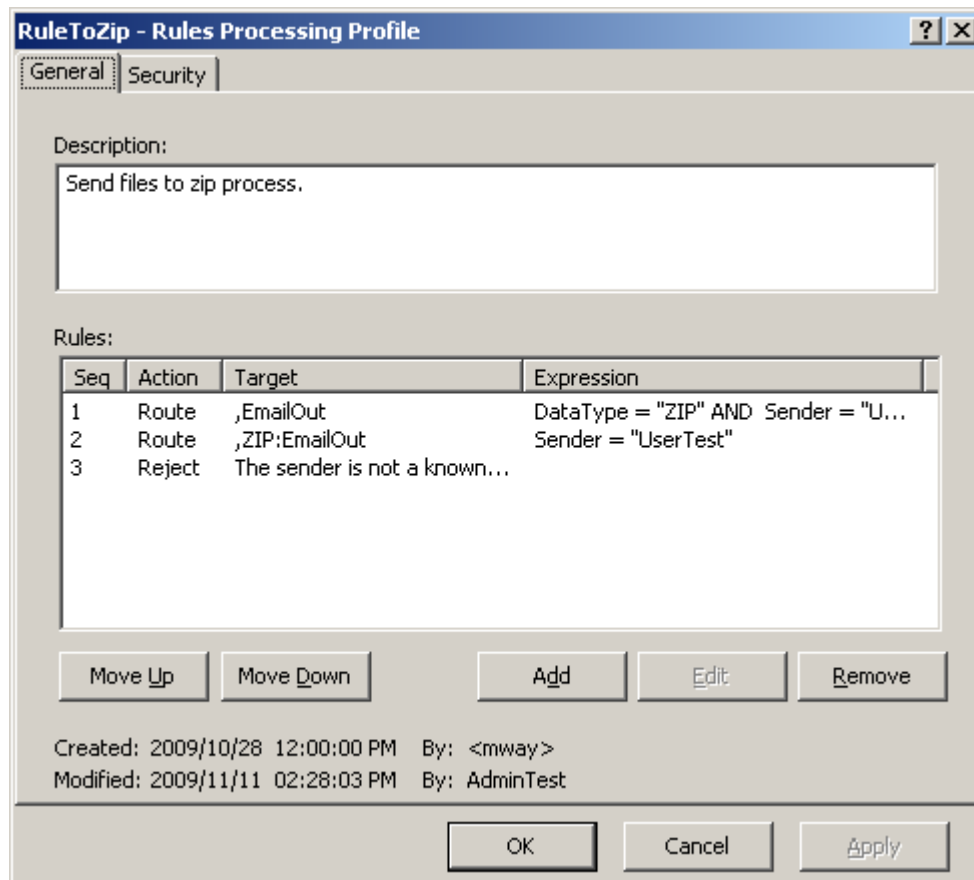 RuleToZip - Rules Processing Profile
General Security
Description:
Send files to zip process.
Rules:
Seq Action Target Expression
1 Route ,EmailOut DataType = "ZIP" AND Sender = "U...
2 Route ,ZIP:EmailOut Sender = "UserTest"
3 Reject The sender is not a known...
Move Up Move Down Add Edit Remove
Created: 2009/10/28 12:00:00 PM By: <mway>
Modified: 2009/11/11 02:28:03 PM By: AdminTest
OK Cancel Apply